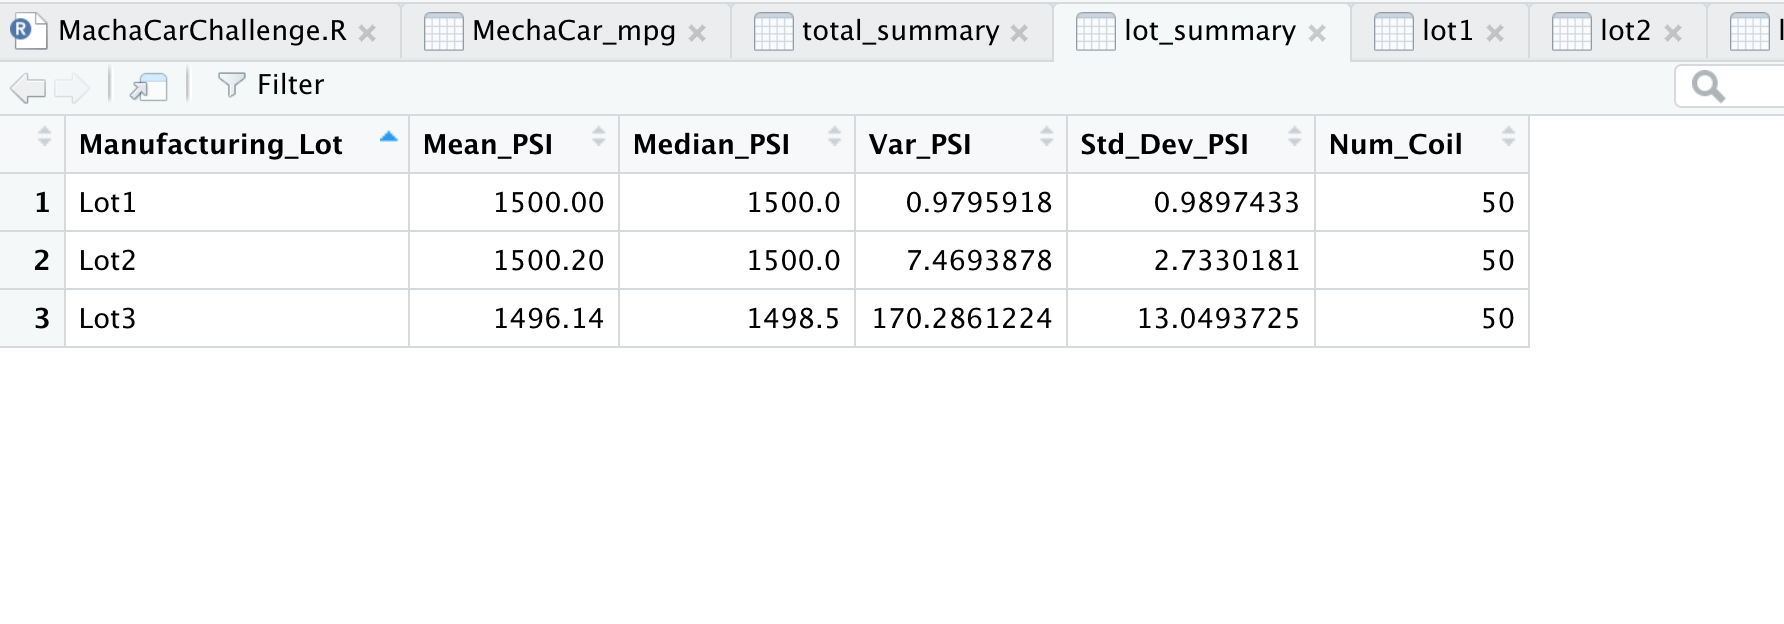 R MachaCarChallenge.R MechaCar_mpg total_summary lot_summary lot1 lot2
Filter
Manufacturing_Lot Mean_PSI Median_PSI Var_PSI Std_Dev_PSI Num_Coil
1 Lot1 1500.00 1500.0 0.9795918 0.9897433 50
2 Lot2 1500.20 1500.0 7.4693878 2.7330181 50
3 Lot3 1496.14 1498.5 170.2861224 13.0493725 50